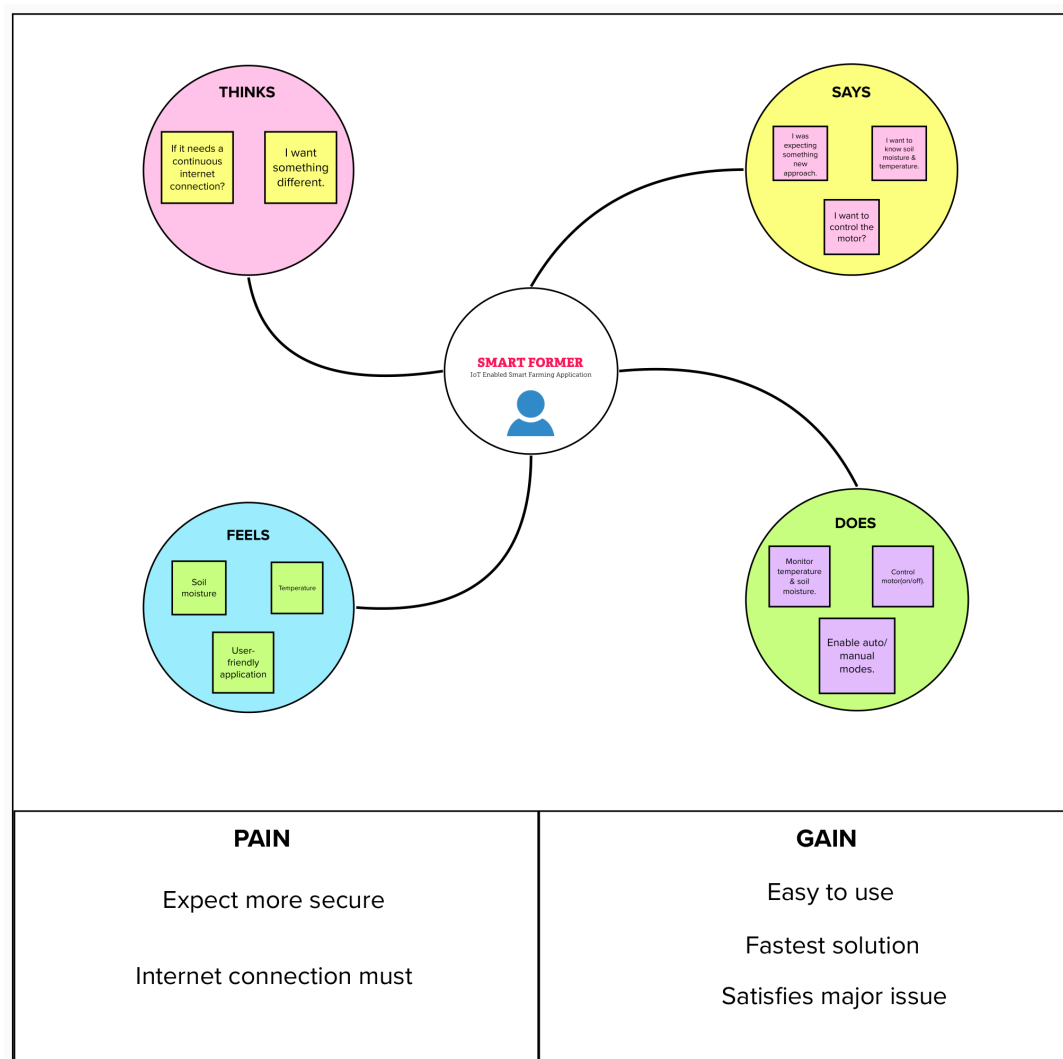 THINKS
If it needs a
continuous
internet
connection?
I want
something
different.
SAYS
I was
expecting
something
new
approach.
I want to
know soil
moisture &
temperature.
I want to
control the
motor?
SMART FORMER
IoT Enabled Smart Farming Application
FEELS
Soil
moisture
Temperature
User-
friendly
application
DOES
Monitor
temperature
& soil
moisture.
Control
motor(on/off).
Enable auto/
manual
modes.
PAIN
Expect more secure
Internet connection must
GAIN
Easy to use
Fastest solution
Satisfies major issue